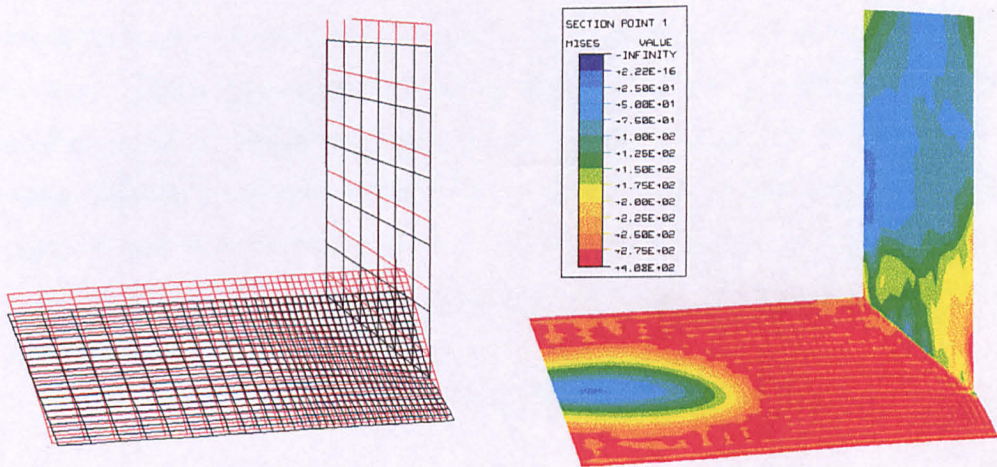 SECTION POINT 1
MISES VALUE
-INFINITY
+2.22E-16
+2.50E+01
+5.00E+01
+7.50E+01
+1.00E+02
+1.25E+02
+1.50E+02
+1.75E+02
+2.00E+02
+2.25E+02
+2.50E+02
+2.75E+02
+4.08E+02